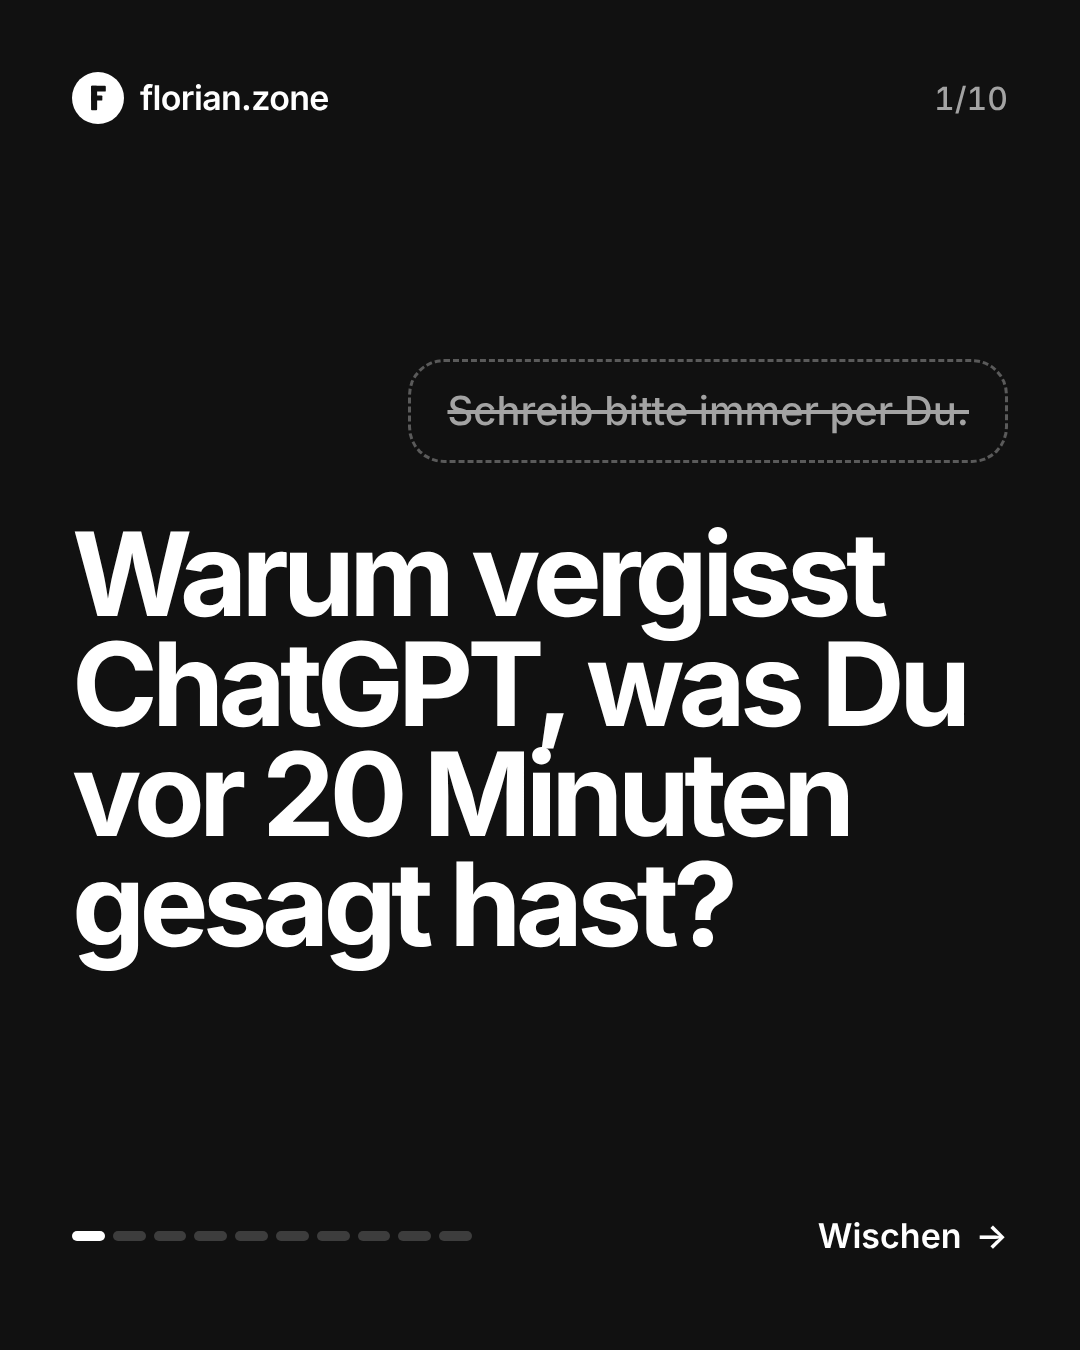 F florian.zone
1/10
Schreib bitte immer per Du.
Warum vergisst
ChatGPT, was Du
vor 20 Minuten
gesagt hast?
Wischen →